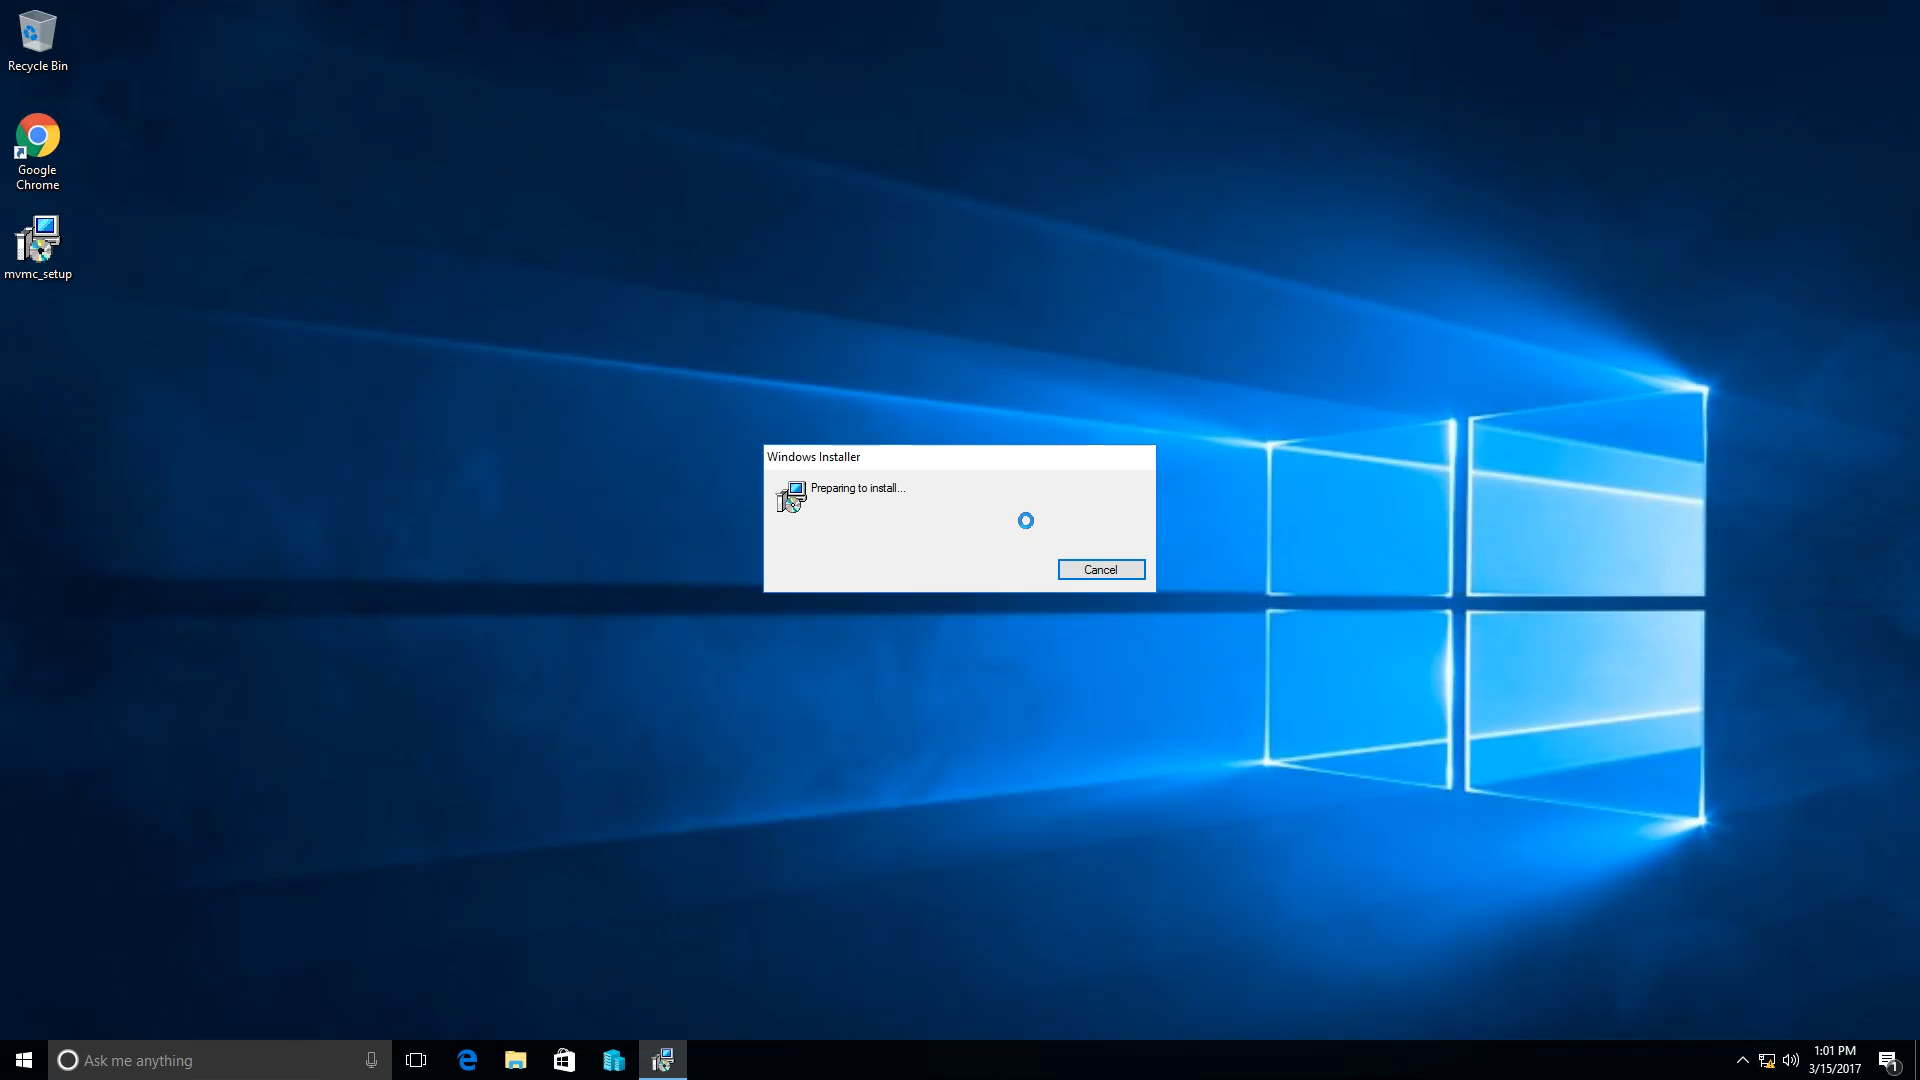 Recycle Bin
Google
Chrome
mvmc_setup
Windows Installer
Preparing to install...
Cancel
Ask me anything
1:01 PM
3/15/2017
1